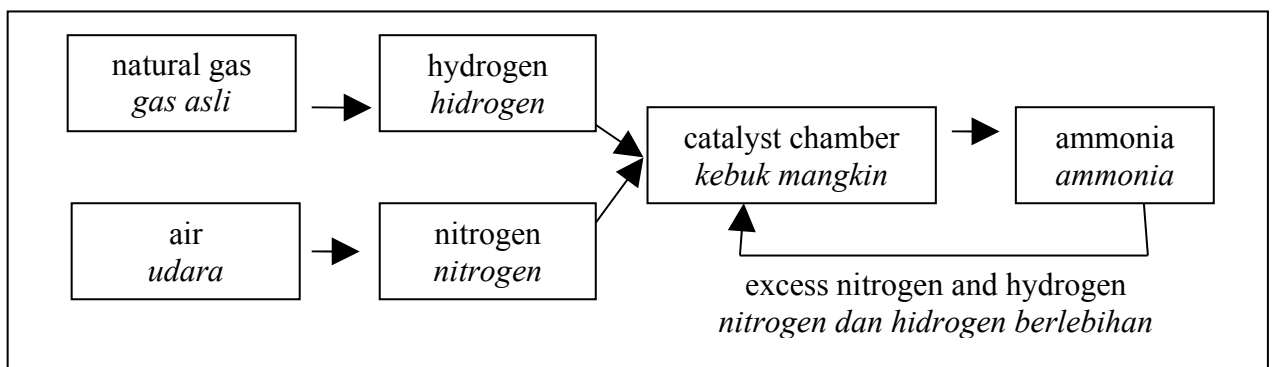 natural gas
gas asli
hydrogen
hidrogen
catalyst chamber
kebuk mangkin
ammonia
ammonia
air
udara
nitrogen
nitrogen
excess nitrogen and hydrogen
nitrogen dan hidrogen berlebihan